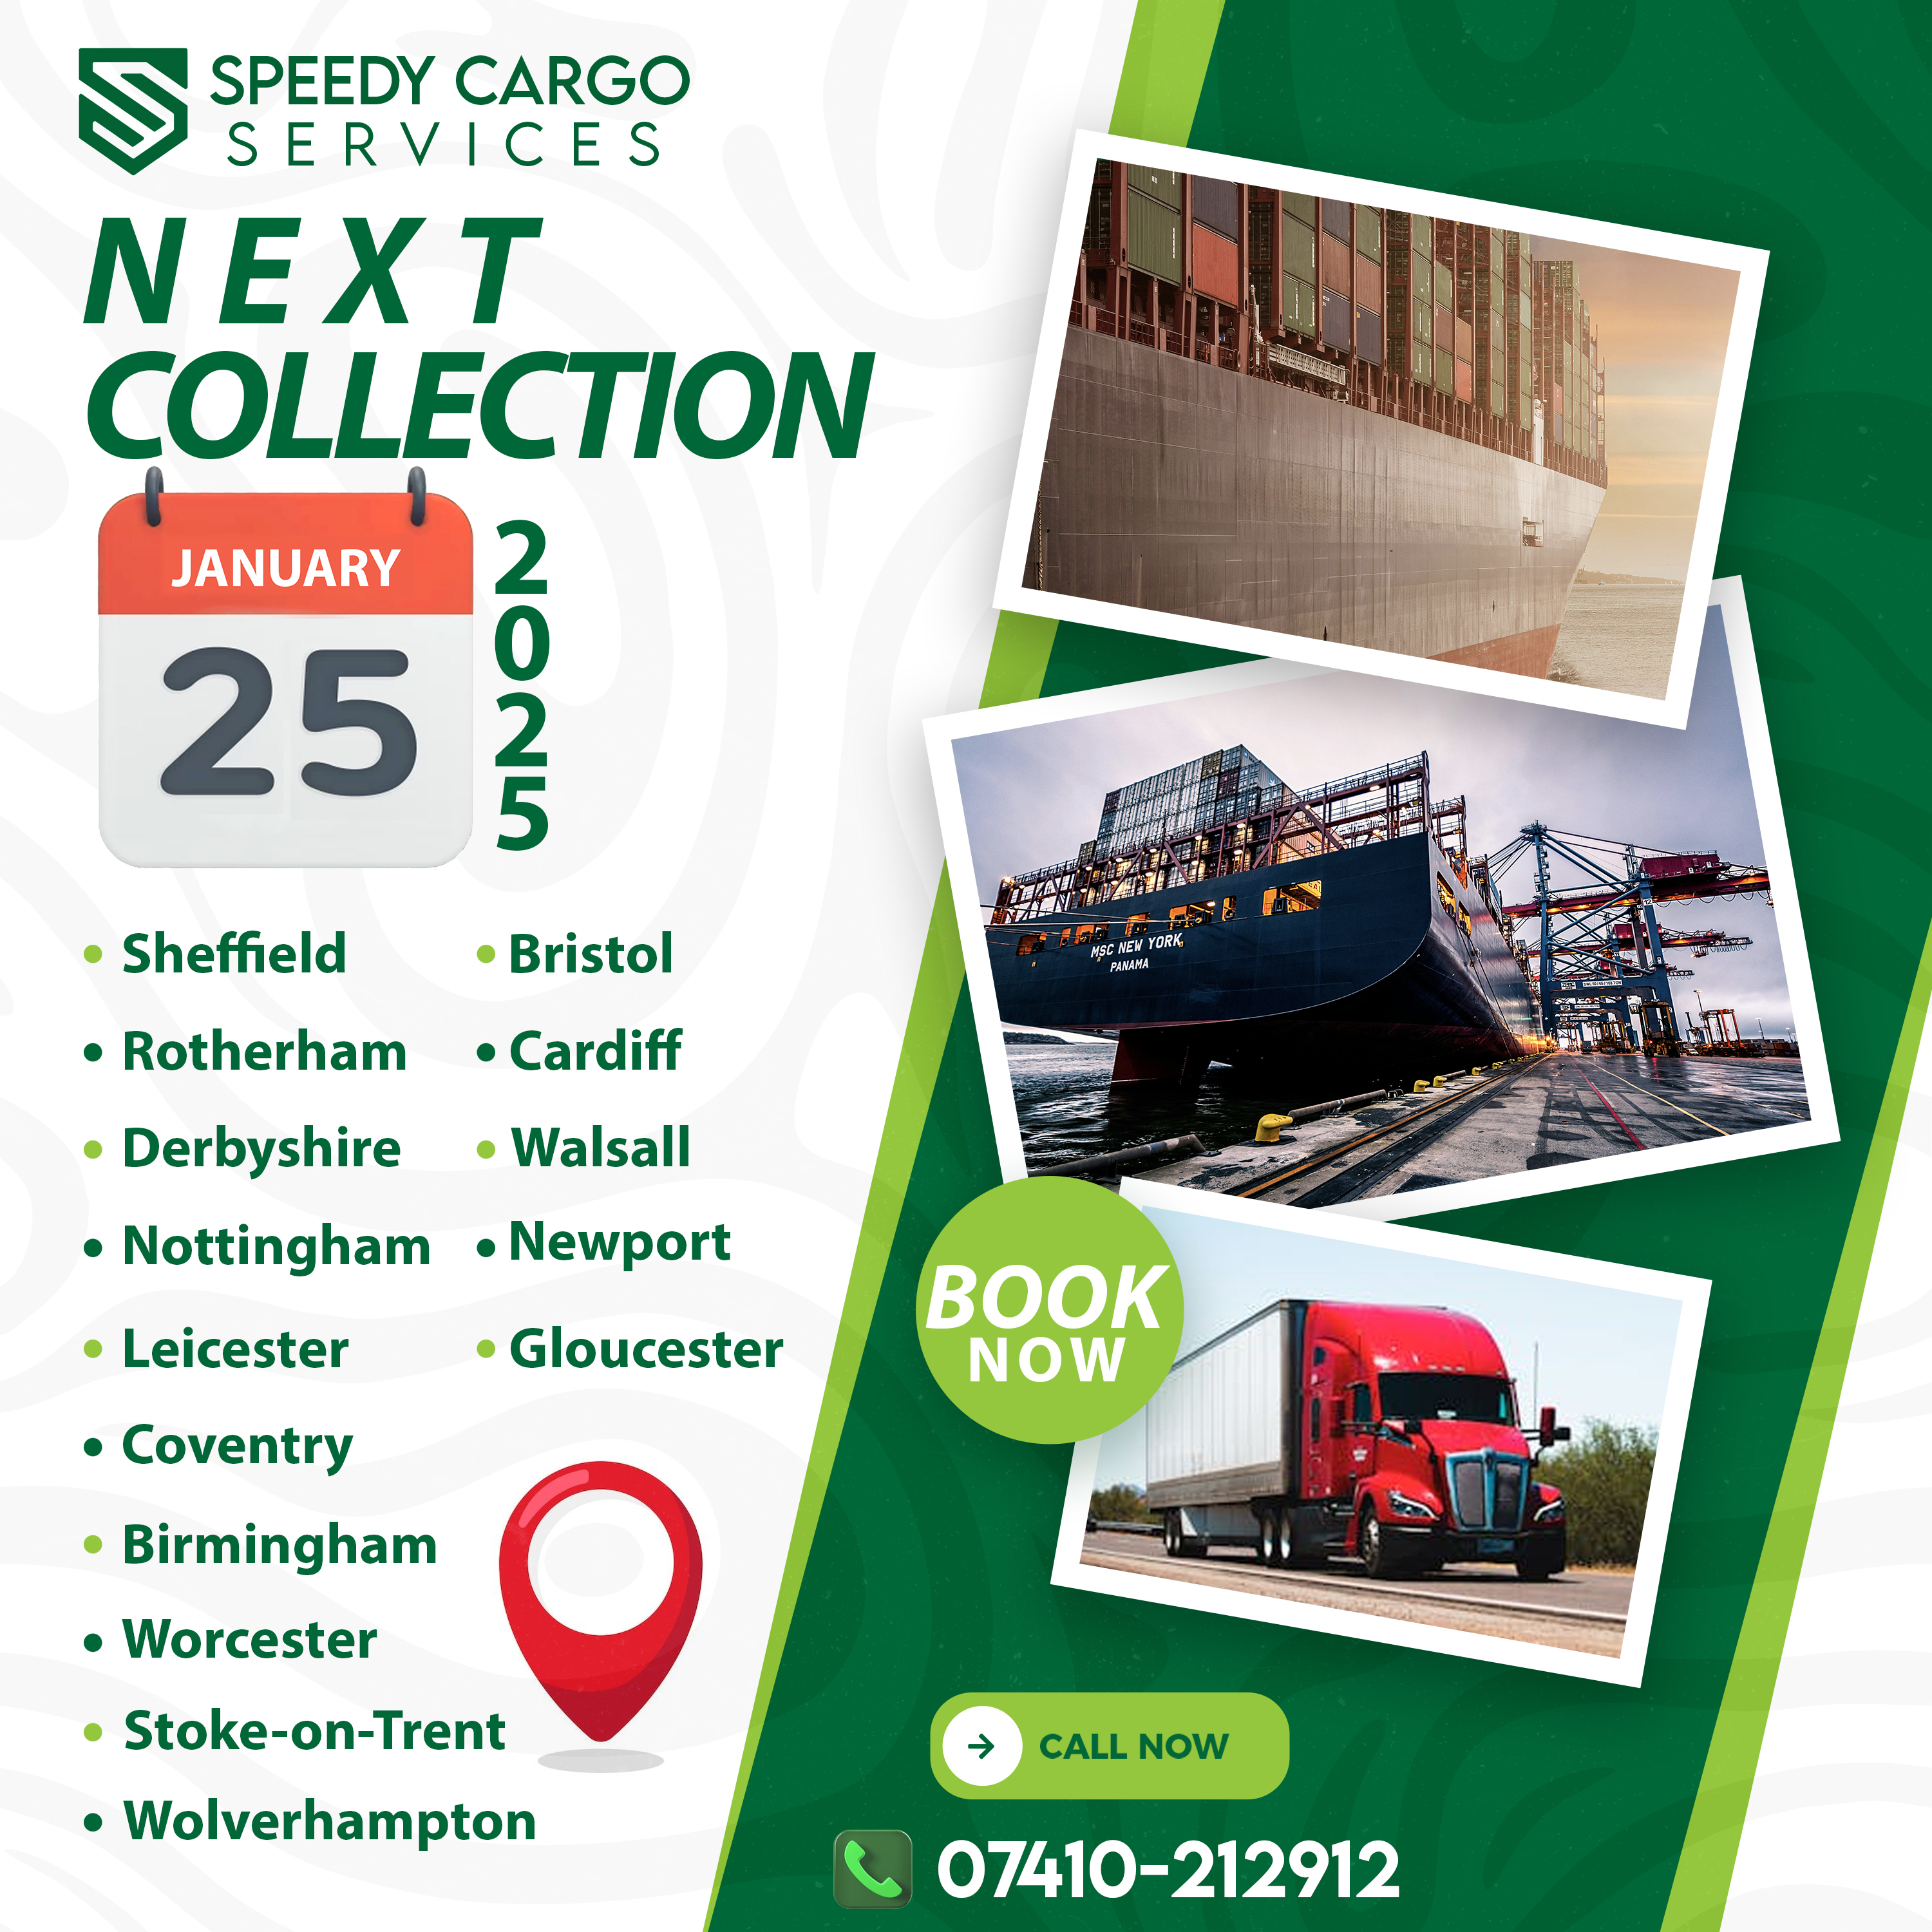 SPEEDY CARGO
SERVICES
NEXT
COLLECTION
JANUARY
25
2025
• Sheffield
• Rotherham
• Derbyshire
• Nottingham
• Leicester
• Coventry
• Birmingham
• Worcester
• Stoke-on-Trent
• Wolverhampton
• Bristol
• Cardiff
• Walsall
• Newport
• Gloucester
MSC NEW YORK
PANAMA
BOOK
NOW
CALL NOW
07410-212912